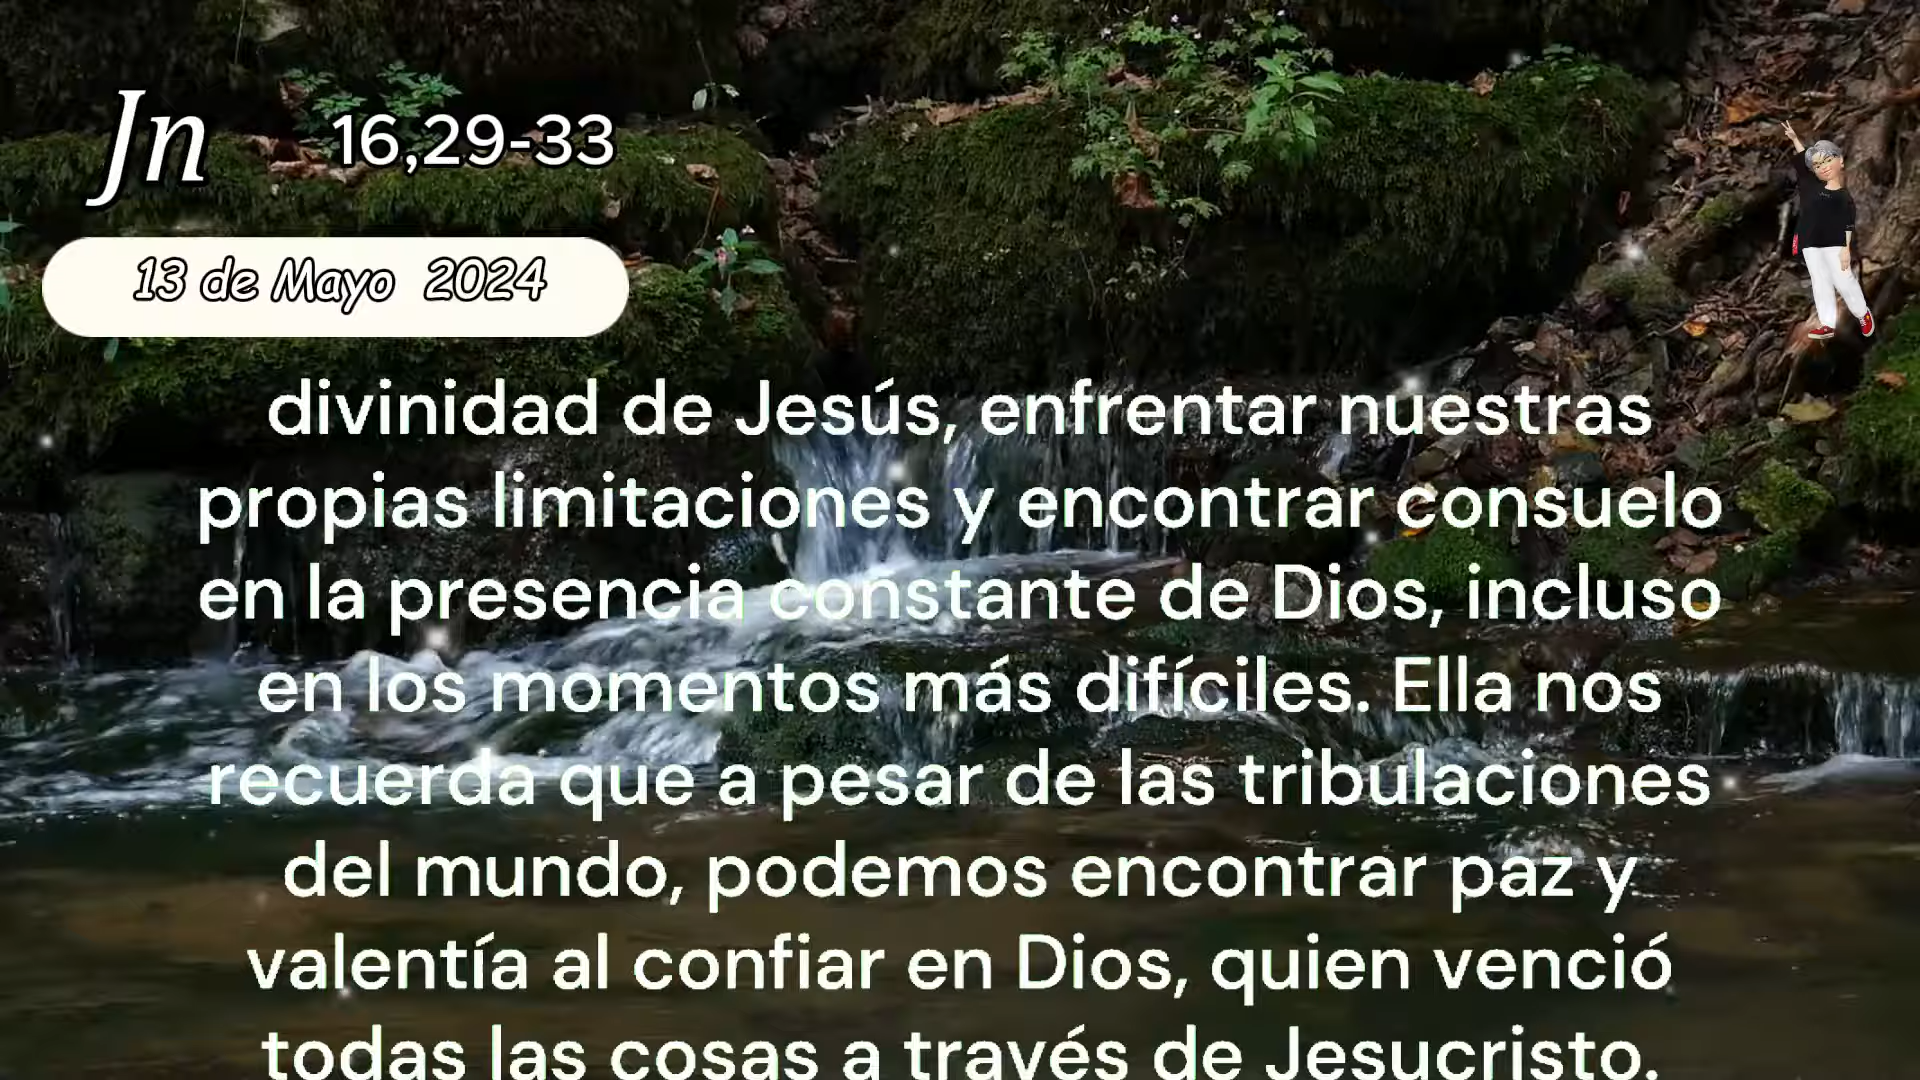 Jn 16,29-33
13 de Mayo 2024
divinidad de Jesús, enfrentar nuestras
propias limitaciones y encontrar consuelo
en la presencia constante de Dios, incluso
en los momentos más difíciles. Ella nos
recuerda que a pesar de las tribulaciones
del mundo, podemos encontrar paz y
valentía al confiar en Dios, quien venció
todas las cosas a través de Jesucristo.